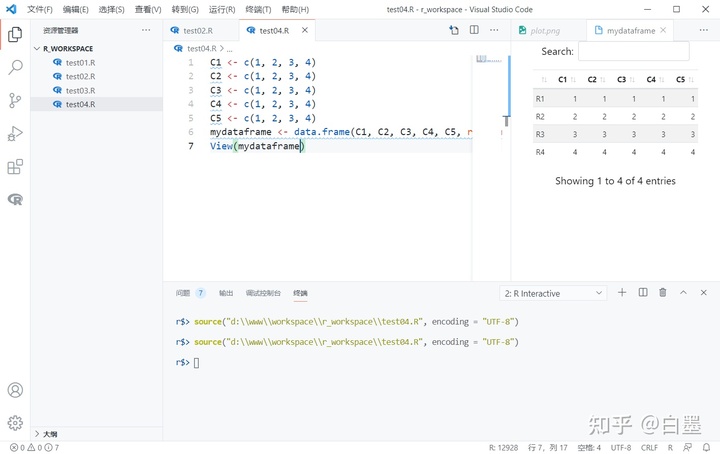 文件(F) 编辑(E) 选择(S) 查看(V) 转到(G) 运行(R) 终端(T) 帮助(H) test04.R - r_workspace - Visual Studio Code
资源管理器 ···
R_WORKSPACE
test01.R
test02.R
test03.R
test04.R
大纲
test02.R test04.R
test04.R > ...
1 C1 <- c(1, 2, 3, 4)
2 C2 <- c(1, 2, 3, 4)
3 C3 <- c(1, 2, 3, 4)
4 C4 <- c(1, 2, 3, 4)
5 C5 <- c(1, 2, 3, 4)
6 mydataframe <- data.frame(C1, C2, C3, C4, C5, r
7 View(mydataframe)
plot.png mydataframe
Search:
C1 C2 C3 C4 C5
R1 1 1 1 1 1
R2 2 2 2 2 2
R3 3 3 3 3 3
R4 4 4 4 4 4
Showing 1 to 4 of 4 entries
问题 7 输出 调试控制台 终端 2: R Interactive
r$> source("d:\\www\\workspace\\r_workspace\\test04.R", encoding = "UTF-8")
r$> source("d:\\www\\workspace\\r_workspace\\test04.R", encoding = "UTF-8")
r$>
知乎 @白墨
0 0 7 R: 12928 行 7，列 17 空格: 4 UTF-8 CRLF R